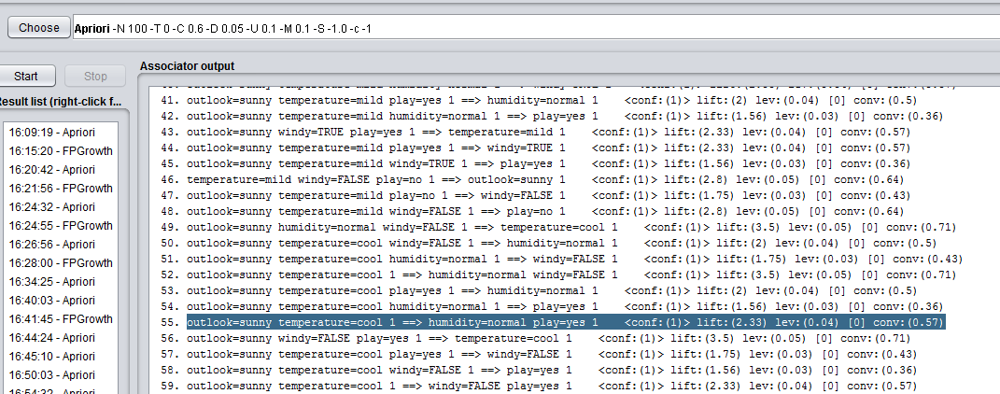 Choose
Apriori -N 100 -T 0 -C 0.6 -D 0.05 -U 0.1 -M 0.1 -S -1.0 -c -1
Start
Stop
Result list (right-click f...
16:09:19 - Apriori
16:15:20 - FPGrowth
16:20:42 - Apriori
16:21:56 - FPGrowth
16:24:32 - Apriori
16:24:55 - FPGrowth
16:26:56 - Apriori
16:28:00 - FPGrowth
16:34:25 - Apriori
16:40:03 - Apriori
16:41:45 - FPGrowth
16:44:24 - Apriori
16:45:10 - Apriori
16:50:03 - Apriori
16:54:32 - Apriori
Associator output
41. outlook=sunny temperature=mild play=yes 1 ==> humidity=normal 1 <conf:(1)> lift:(2) lev:(0.04) [0] conv:(0.5)
42. outlook=sunny temperature=mild humidity=normal 1 ==> play=yes 1 <conf:(1)> lift:(1.56) lev:(0.03) [0] conv:(0.36)
43. outlook=sunny windy=TRUE play=yes 1 ==> temperature=mild 1 <conf:(1)> lift:(2.33) lev:(0.04) [0] conv:(0.57)
44. outlook=sunny temperature=mild play=yes 1 ==> windy=TRUE 1 <conf:(1)> lift:(2.33) lev:(0.04) [0] conv:(0.57)
45. outlook=sunny temperature=mild windy=TRUE 1 ==> play=yes 1 <conf:(1)> lift:(1.56) lev:(0.03) [0] conv:(0.36)
46. temperature=mild windy=FALSE play=no 1 ==> outlook=sunny 1 <conf:(1)> lift:(2.8) lev:(0.05) [0] conv:(0.64)
47. outlook=sunny temperature=mild play=no 1 ==> windy=FALSE 1 <conf:(1)> lift:(1.75) lev:(0.03) [0] conv:(0.43)
48. outlook=sunny temperature=mild windy=FALSE 1 ==> play=no 1 <conf:(1)> lift:(2.8) lev:(0.05) [0] conv:(0.64)
49. outlook=sunny humidity=normal windy=FALSE 1 ==> temperature=cool 1 <conf:(1)> lift:(3.5) lev:(0.05) [0] conv:(0.71)
50. outlook=sunny temperature=cool windy=FALSE 1 ==> humidity=normal 1 <conf:(1)> lift:(2) lev:(0.04) [0] conv:(0.5)
51. outlook=sunny temperature=cool humidity=normal 1 ==> windy=FALSE 1 <conf:(1)> lift:(1.75) lev:(0.03) [0] conv:(0.43)
52. outlook=sunny temperature=cool 1 ==> humidity=normal windy=FALSE 1 <conf:(1)> lift:(3.5) lev:(0.05) [0] conv:(0.71)
53. outlook=sunny temperature=cool play=yes 1 ==> humidity=normal 1 <conf:(1)> lift:(2) lev:(0.04) [0] conv:(0.5)
54. outlook=sunny temperature=cool humidity=normal 1 ==> play=yes 1 <conf:(1)> lift:(1.56) lev:(0.03) [0] conv:(0.36)
55. outlook=sunny temperature=cool 1 ==> humidity=normal play=yes 1 <conf:(1)> lift:(2.33) lev:(0.04) [0] conv:(0.57)
56. outlook=sunny windy=FALSE play=yes 1 ==> temperature=cool 1 <conf:(1)> lift:(3.5) lev:(0.05) [0] conv:(0.71)
57. outlook=sunny temperature=cool play=yes 1 ==> windy=FALSE 1 <conf:(1)> lift:(1.75) lev:(0.03) [0] conv:(0.43)
58. outlook=sunny temperature=cool windy=FALSE 1 ==> play=yes 1 <conf:(1)> lift:(1.56) lev:(0.03) [0] conv:(0.36)
59. outlook=sunny temperature=cool 1 ==> windy=FALSE play=yes 1 <conf:(1)> lift:(2.33) lev:(0.04) [0] conv:(0.57)